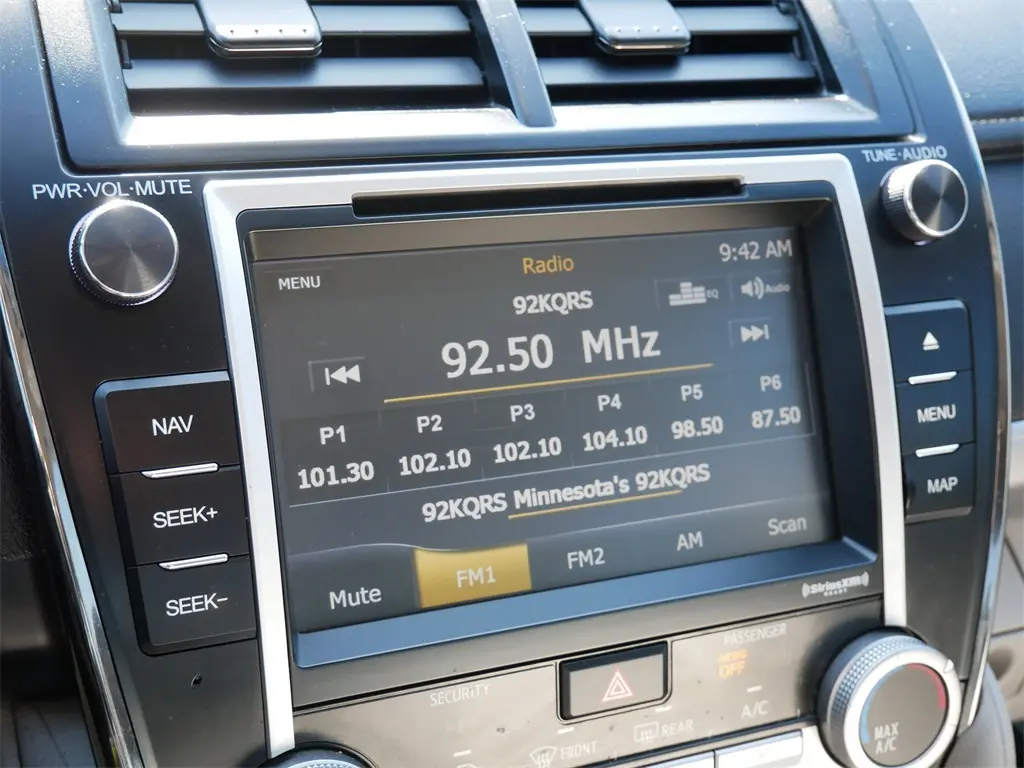 PWR·VOL·MUTE
TUNE·AUDIO
MENU
Radio
9:42 AM
92KQRS
EQ
Audio
92.50 MHz
P1 P2 P3 P4 P5 P6
101.30 102.10 102.10 104.10 98.50 87.50
92KQRS Minnesota's 92KQRS
Mute FM1 FM2 AM Scan
NAV
SEEK+
SEEK-
MENU
MAP
SiriusXM
READY
SECURITY
PASSENGER
AIRBAG
OFF
A/C
FRONT
REAR
MAX
A/C